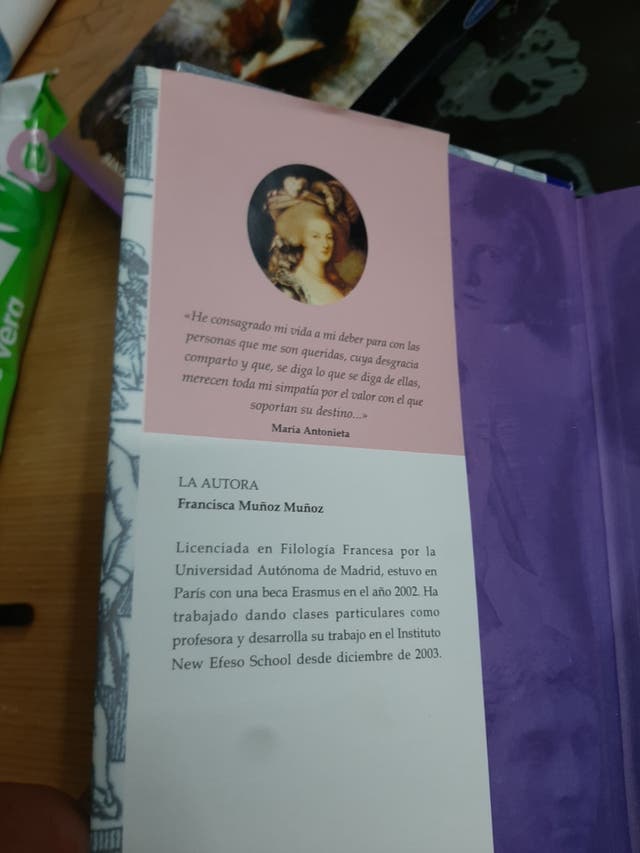 «He consagrado mi vida a mi deber para con las
personas que me son queridas, cuya desgracia
comparto y que, se diga lo que se diga de ellas,
merecen toda mi simpatía por el valor con el que
soportan su destino...»
María Antonieta
LA AUTORA
Francisca Muñoz Muñoz
Licenciada en Filología Francesa por la
Universidad Autónoma de Madrid, estuvo en
París con una beca Erasmus en el año 2002. Ha
trabajado dando clases particulares como
profesora y desarrolla su trabajo en el Instituto
New Efeso School desde diciembre de 2003.
vera